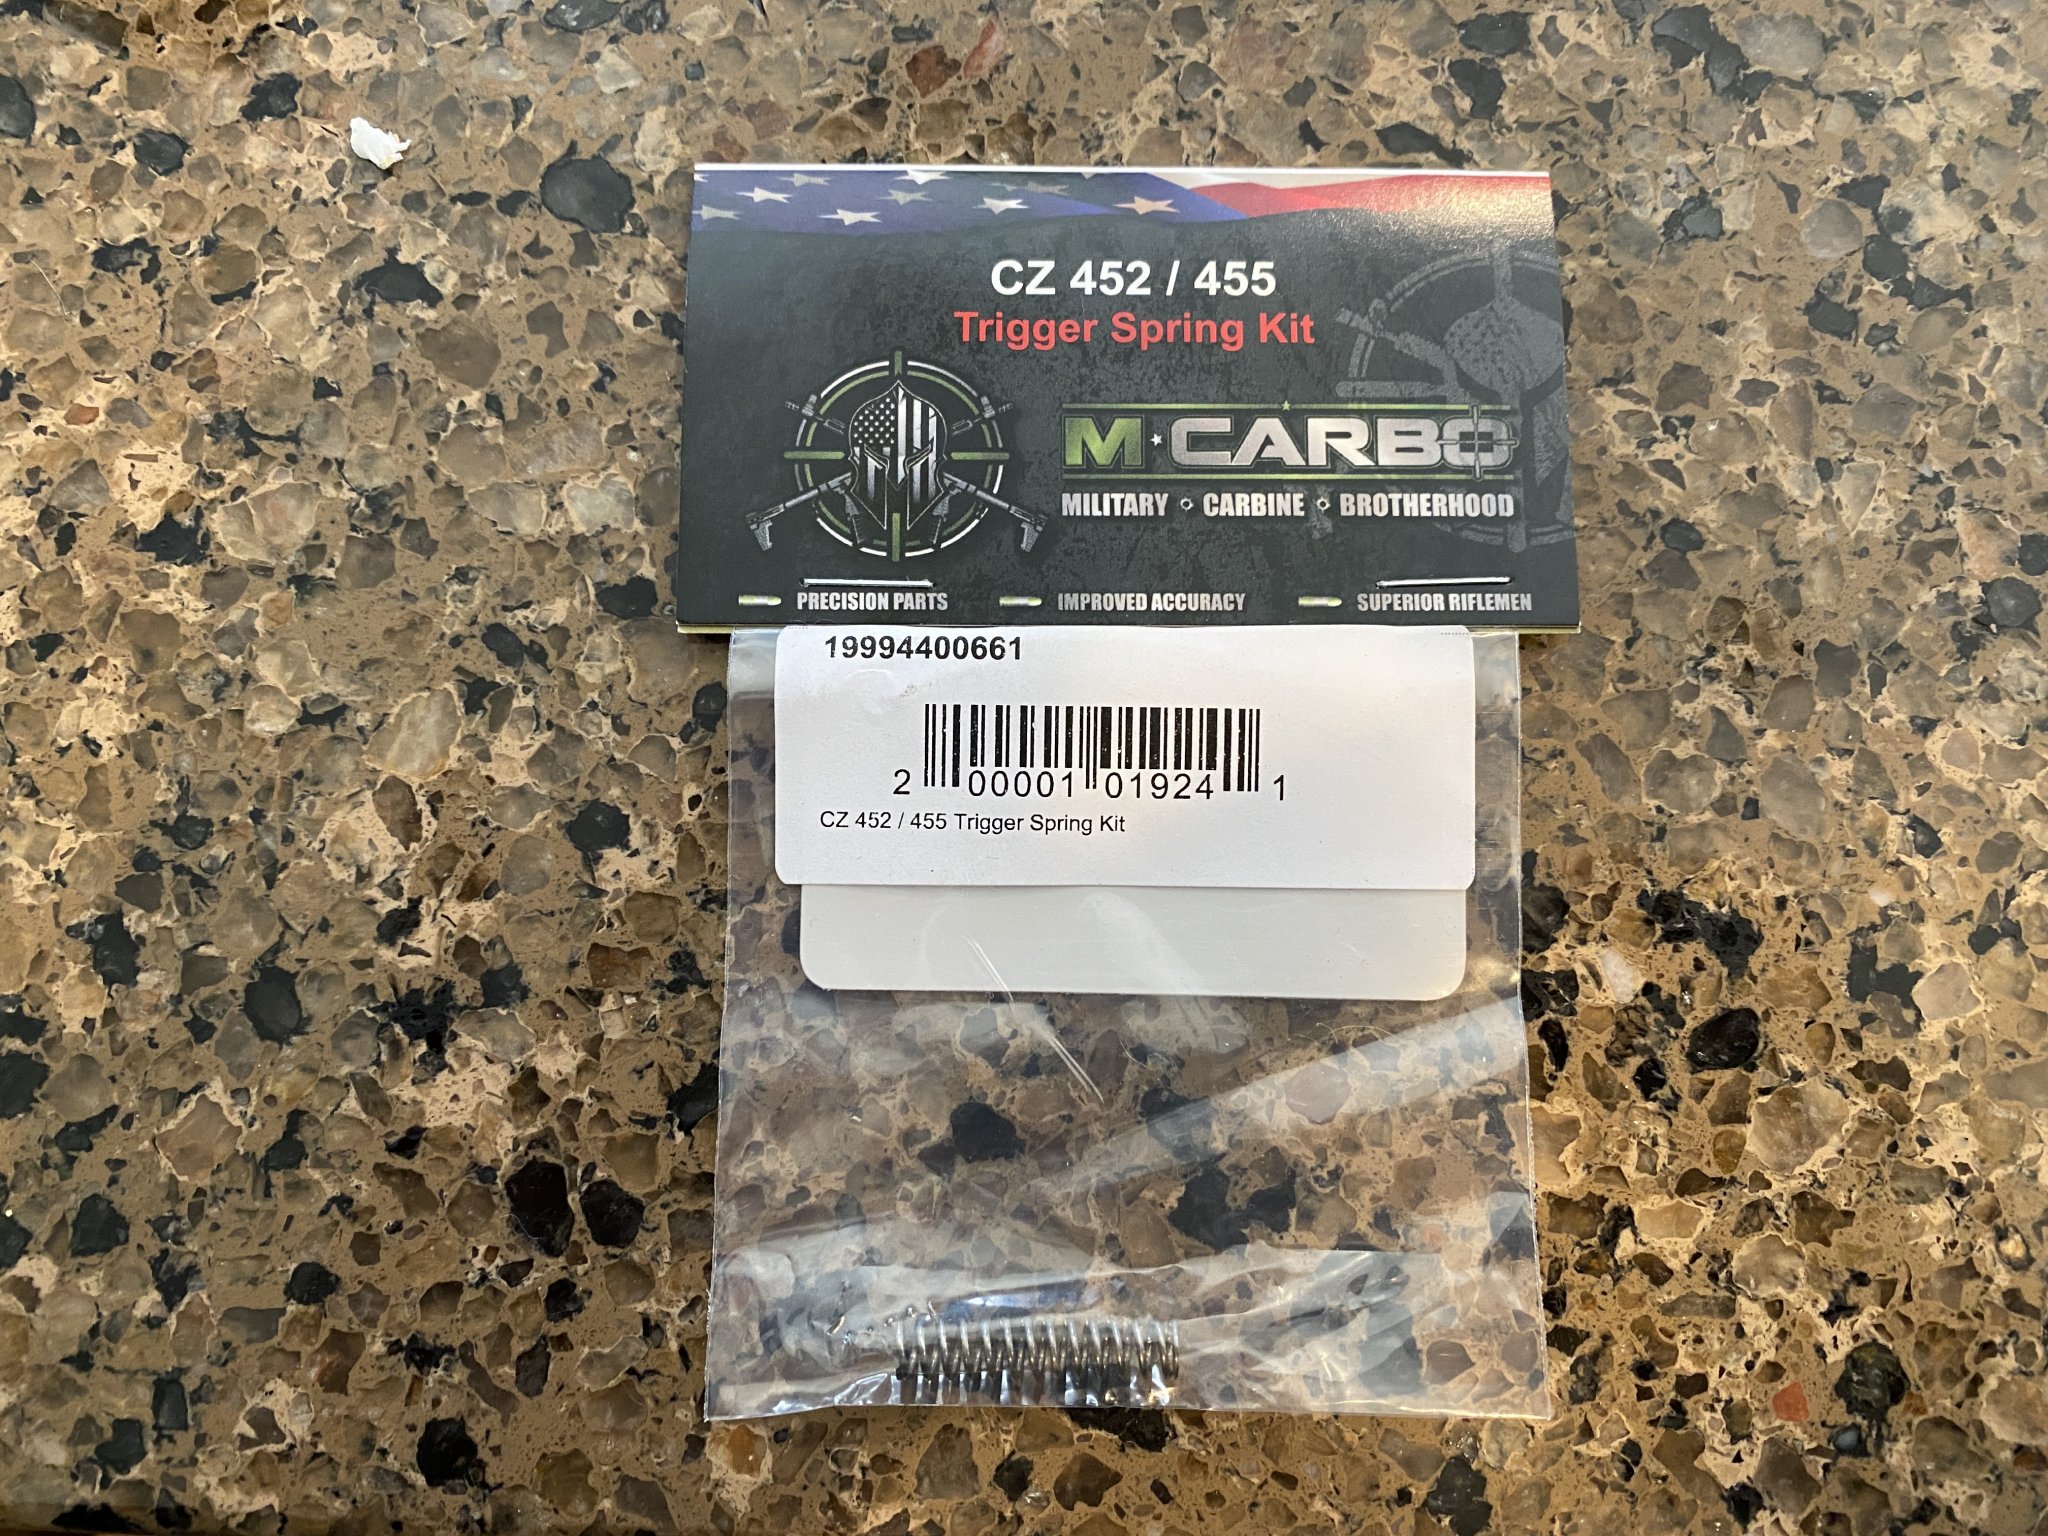 CZ 452 / 455
Trigger Spring Kit
M★CARBO
MILITARY CARBINE BROTHERHOOD
PRECISION PARTS IMPROVED ACCURACY SUPERIOR RIFLEMEN
19994400661
2 00001 01924 1
CZ 452 / 455 Trigger Spring Kit